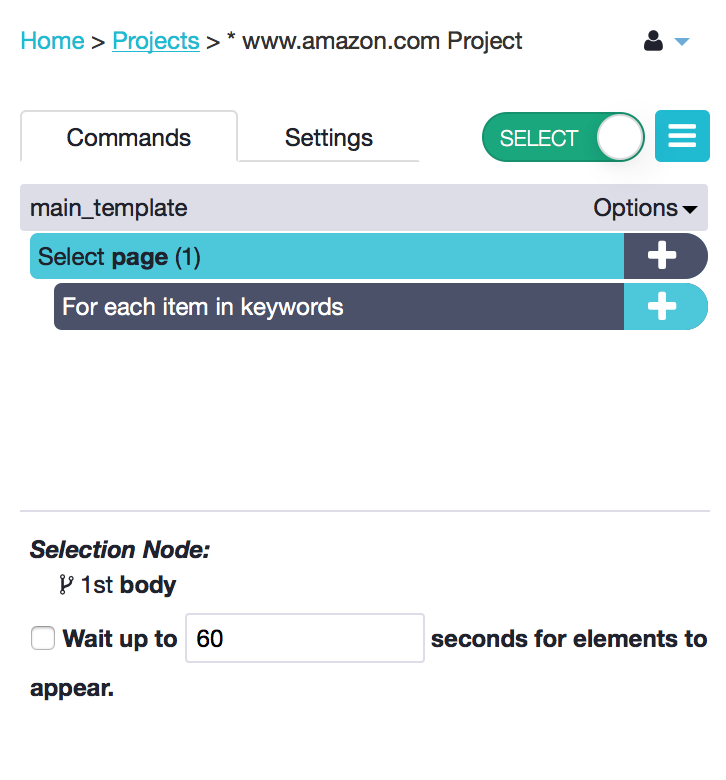 Home > Projects > * www.amazon.com Project
Commands
Settings
SELECT
main_template
Options
Select page (1)
For each item in keywords
Selection Node:
1st body
Wait up to 60 seconds for elements to
appear.